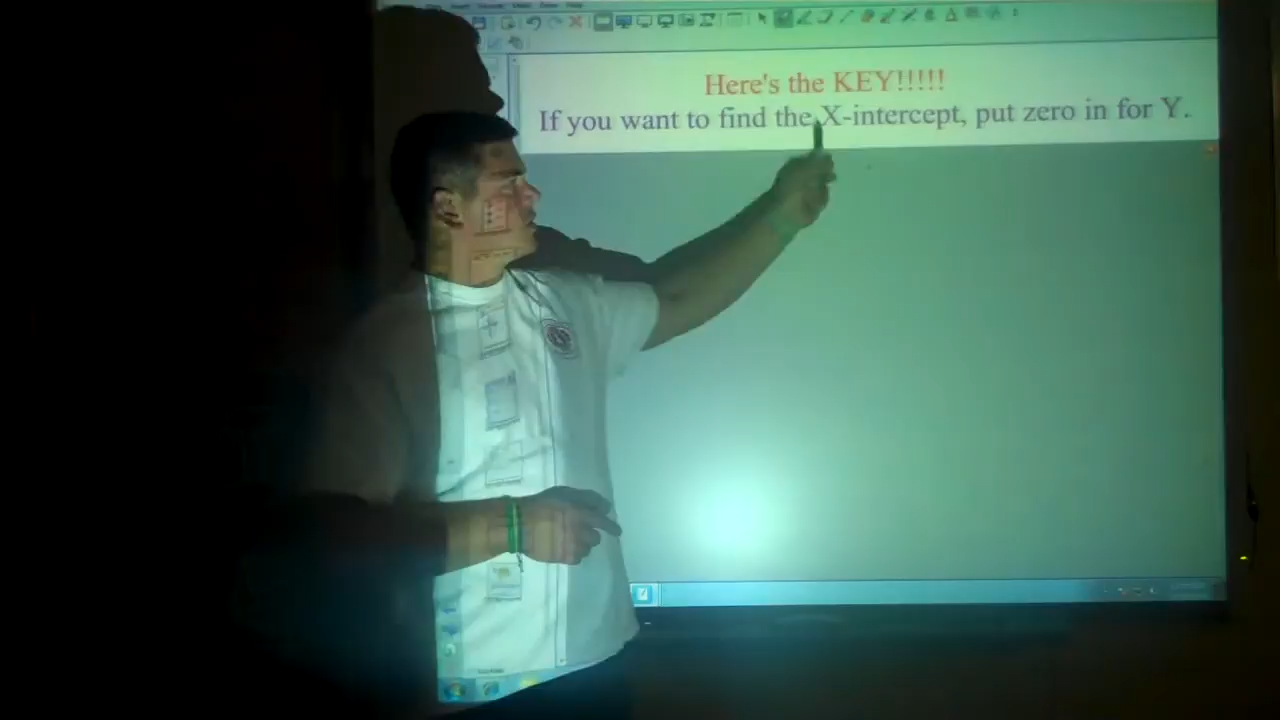 Here's the KEY!!!!!
If you want to find the X-intercept, put zero in for Y.